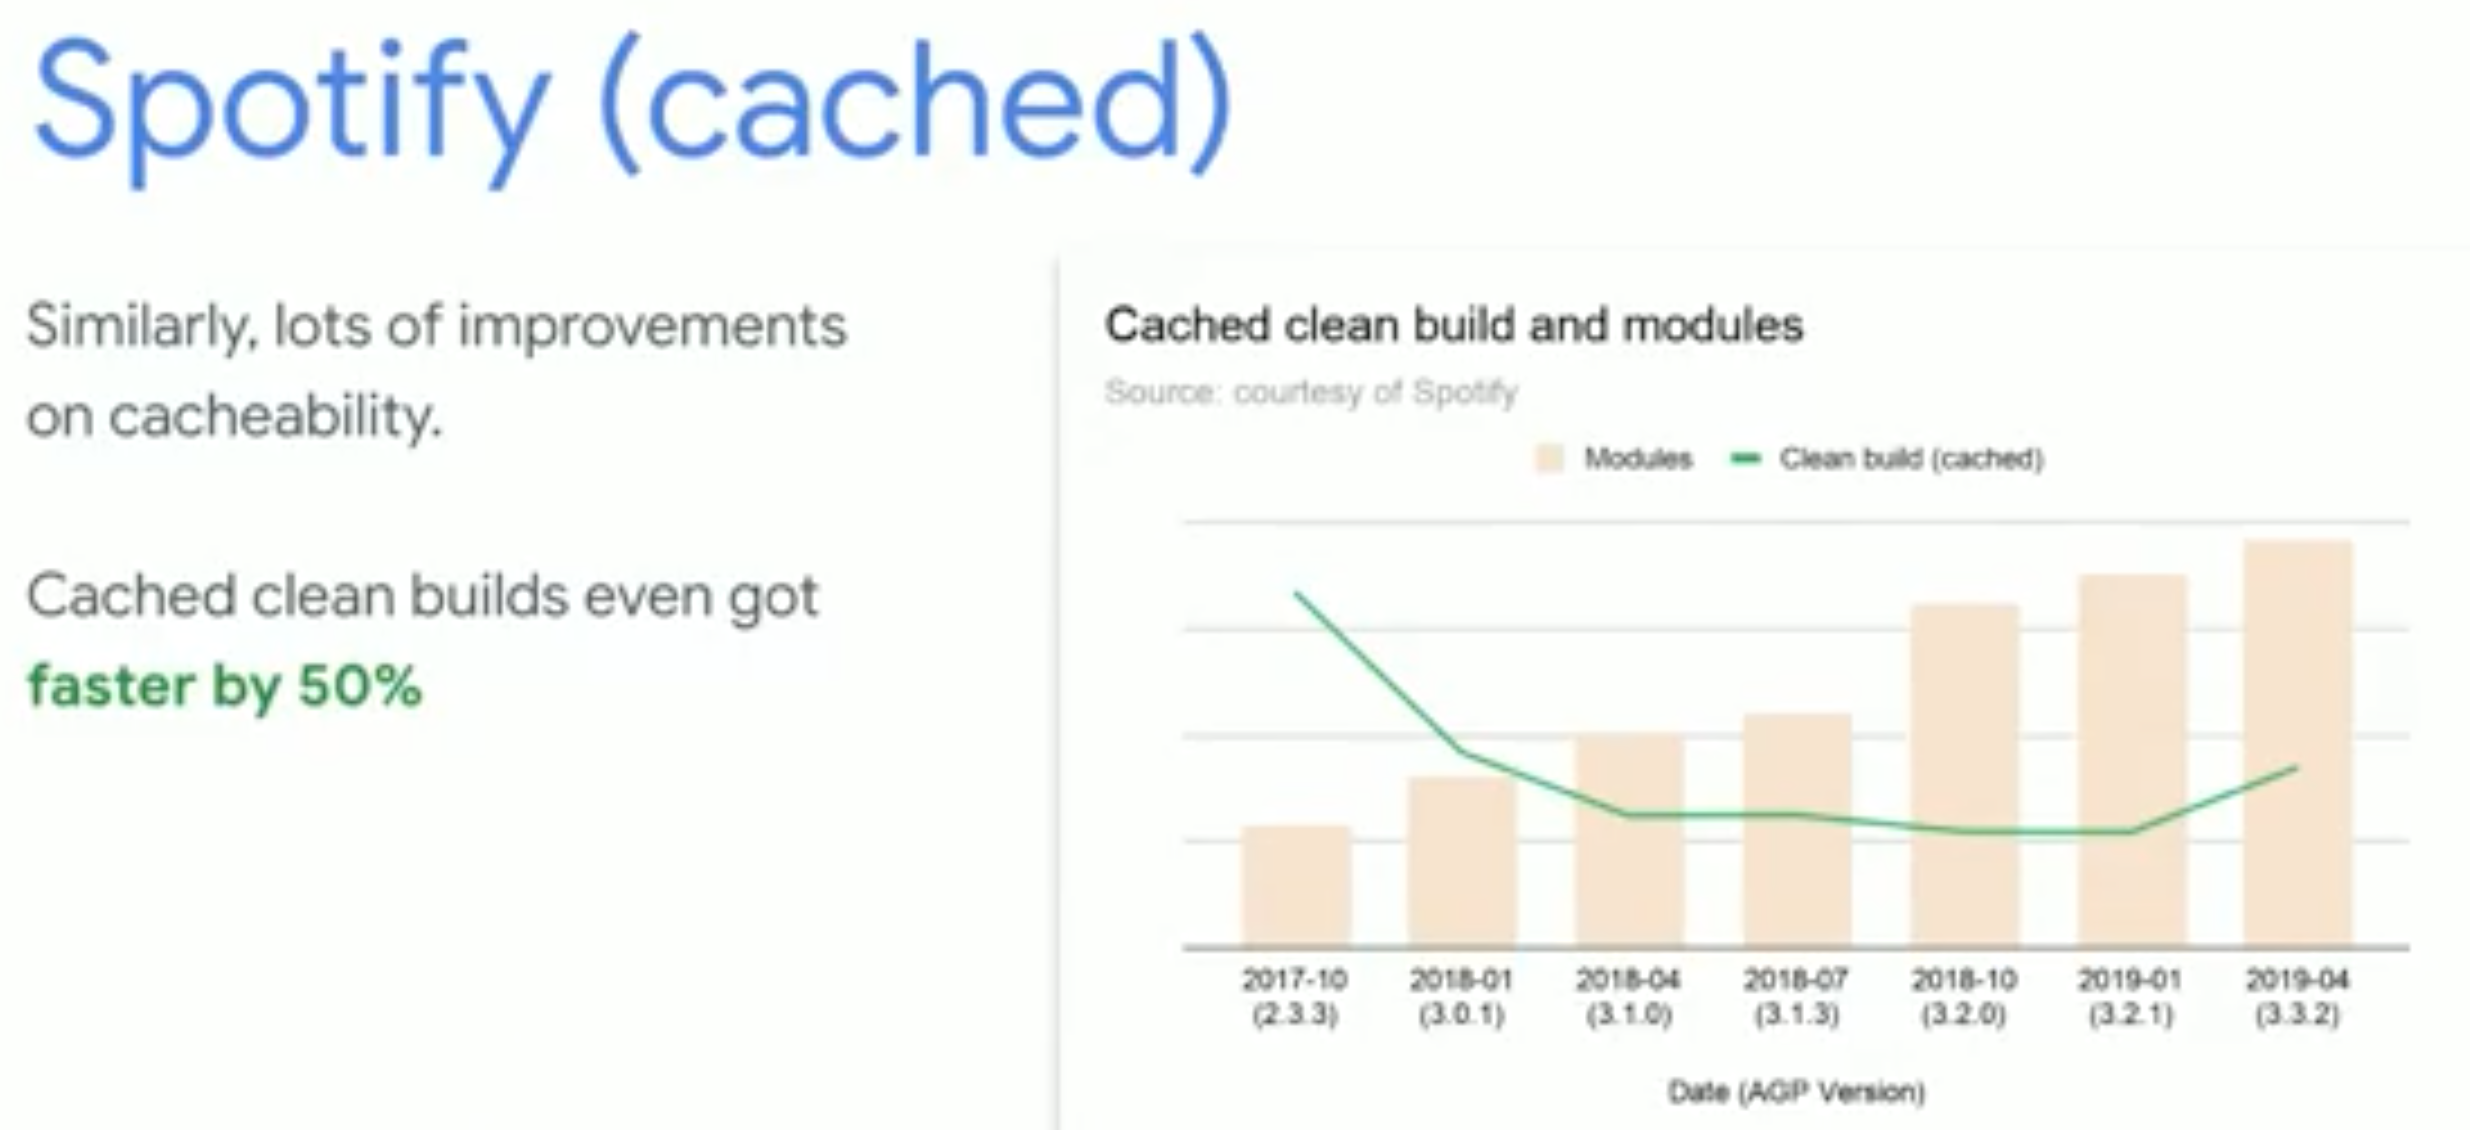 Spotify (cached)
Similarly, lots of improvements
on cacheability.
Cached clean builds even got
faster by 50%
Cached clean build and modules
Source: courtesy of Spotify
Modules Clean build (cached)
2017-10 2018-01 2018-04 2018-07 2018-10 2019-01 2019-04
(2.3.3) (3.0.1) (3.1.0) (3.1.3) (3.2.0) (3.2.1) (3.3.2)
Date (AGP Version)